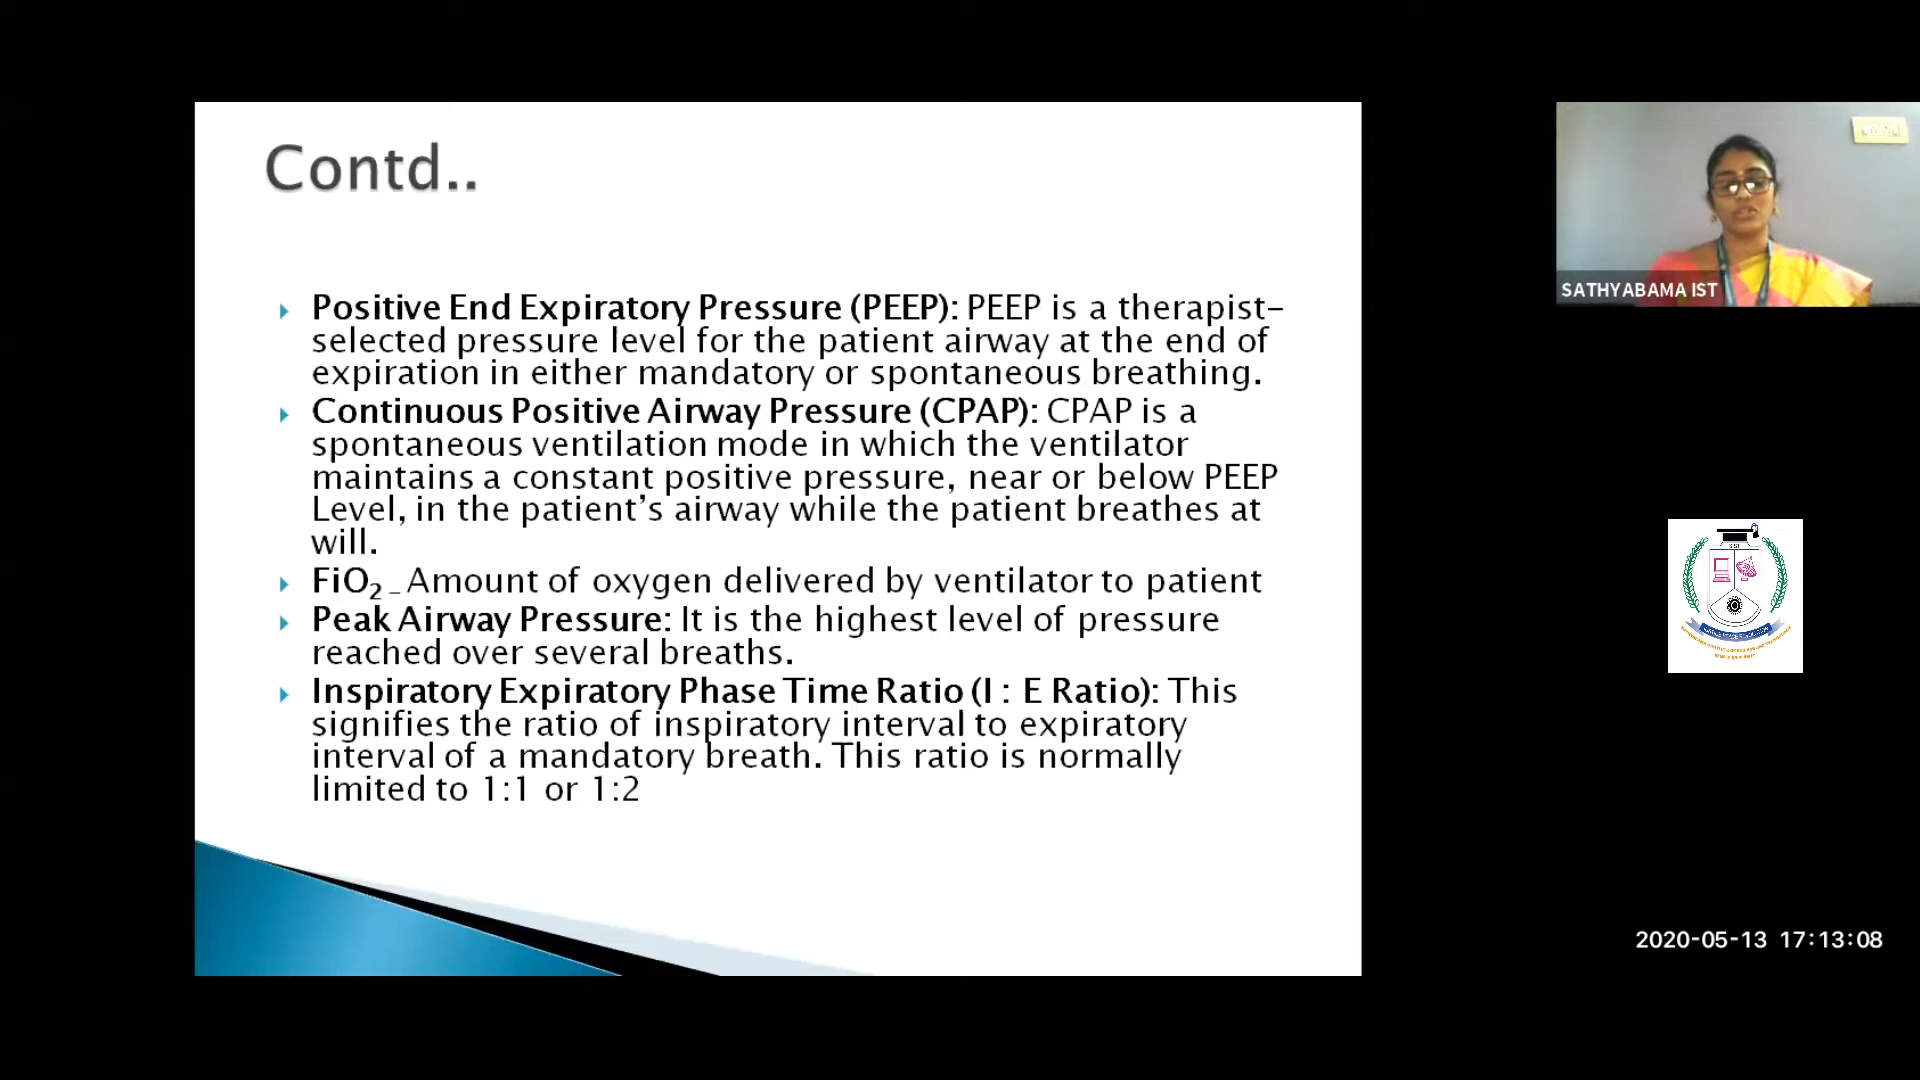 Contd..
Positive End Expiratory Pressure (PEEP): PEEP is a therapist-
selected pressure level for the patient airway at the end of
expiration in either mandatory or spontaneous breathing.
Continuous Positive Airway Pressure (CPAP): CPAP is a
spontaneous ventilation mode in which the ventilator
maintains a constant positive pressure, near or below PEEP
Level, in the patient’s airway while the patient breathes at
will.
FiO₂ – Amount of oxygen delivered by ventilator to patient
Peak Airway Pressure: It is the highest level of pressure
reached over several breaths.
Inspiratory Expiratory Phase Time Ratio (I : E Ratio): This
signifies the ratio of inspiratory interval to expiratory
interval of a mandatory breath. This ratio is normally
limited to 1:1 or 1:2
SATHYABAMA IST
2020-05-13 17:13:08